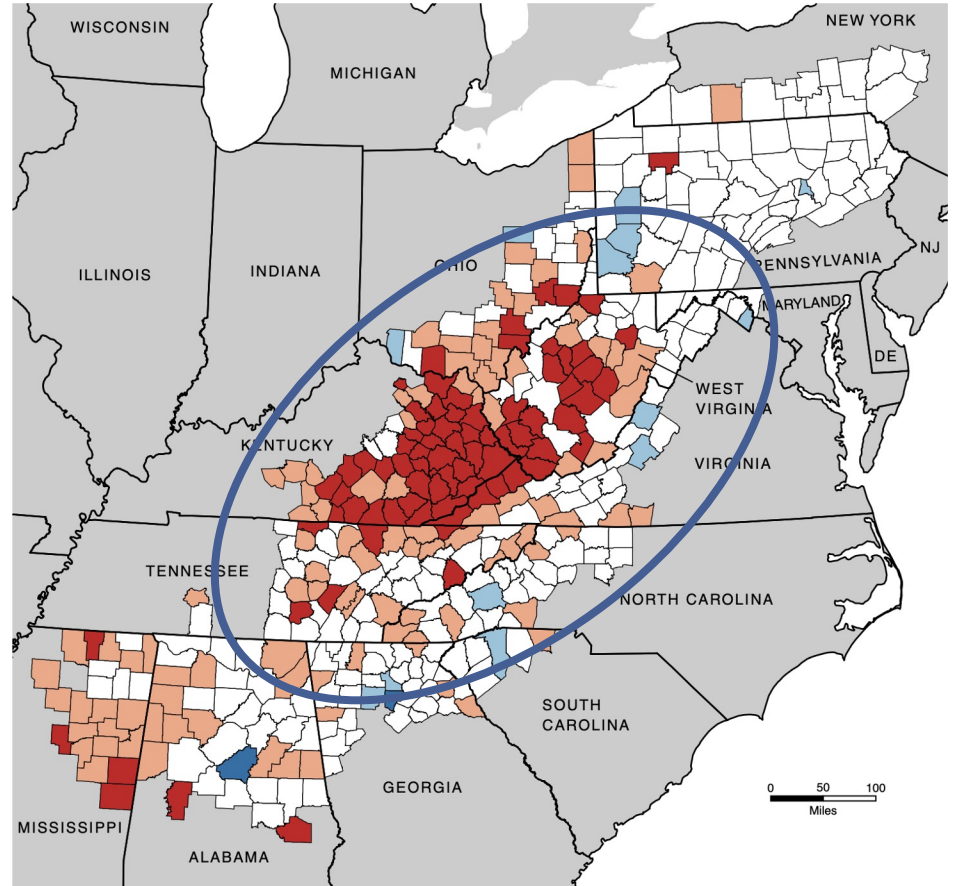 WISCONSIN
NEW YORK
MICHIGAN
ILLINOIS
INDIANA
OHIO
PENNSYLVANIA
NJ
MARYLAND
DE
WEST
VIRGINIA
KENTUCKY
VIRGINIA
TENNESSEE
NORTH CAROLINA
SOUTH
CAROLINA
GEORGIA
0 50 100
Miles
MISSISSIPPI
ALABAMA